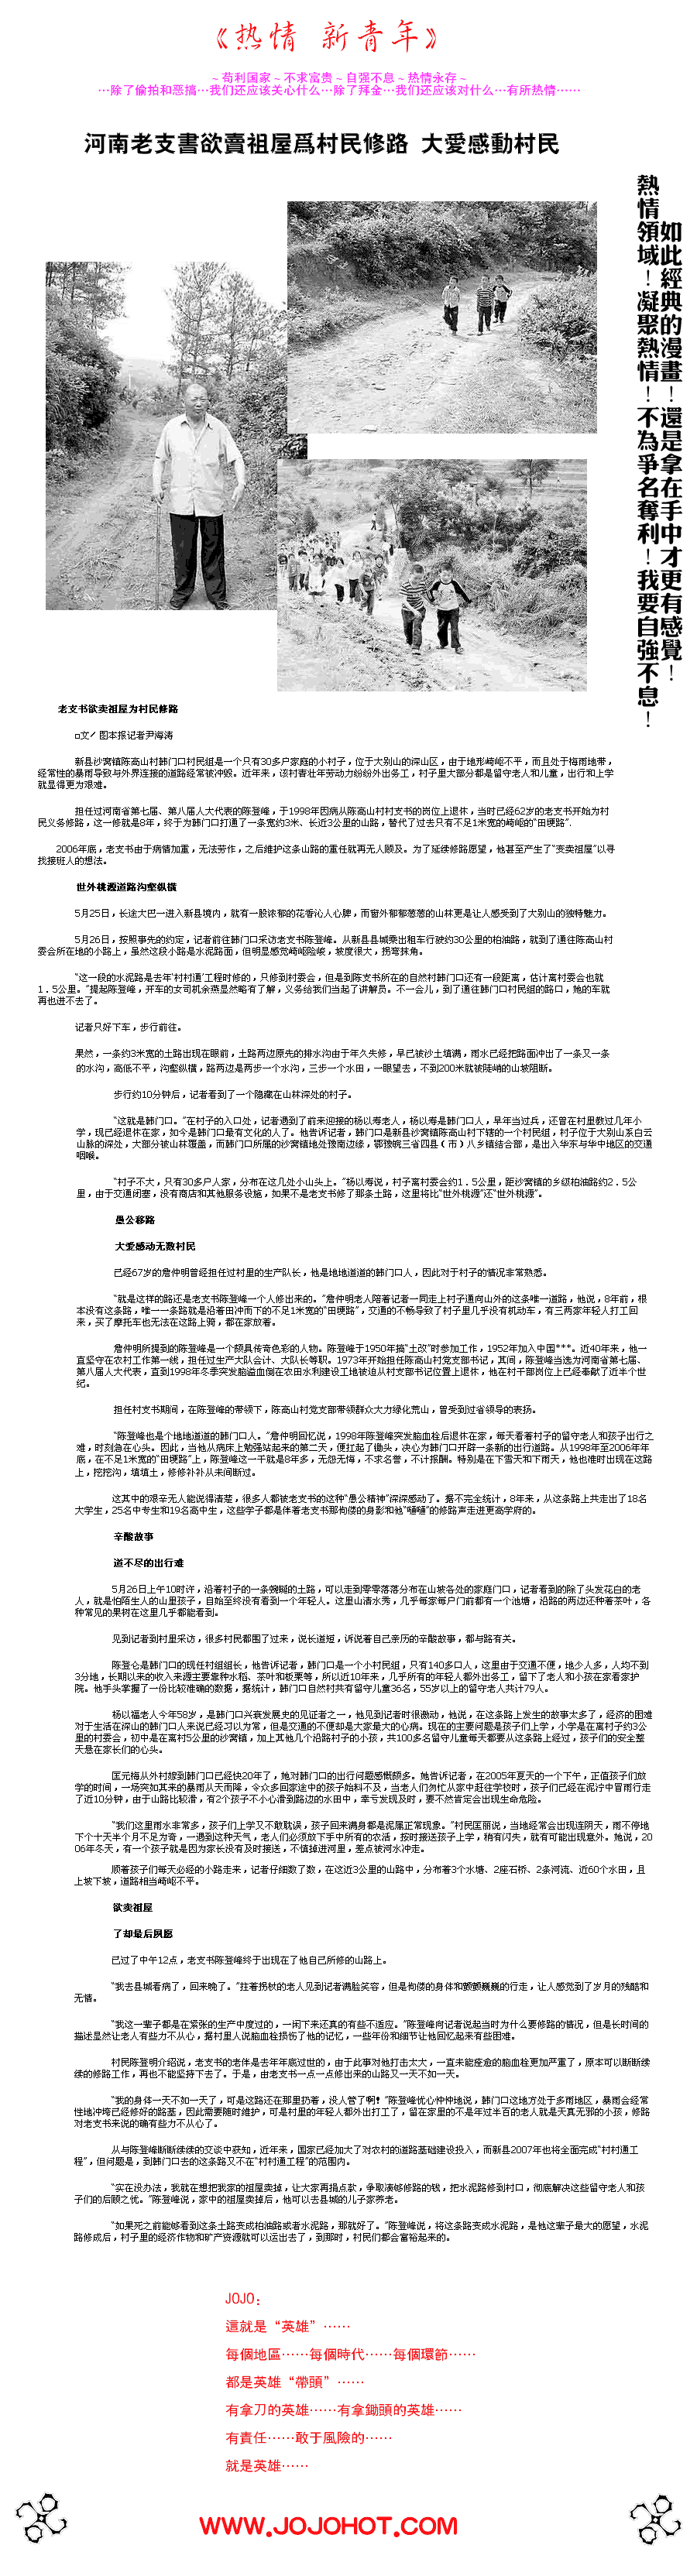 《热情 新青年》
~ 苟利国家 ~ 不求富贵 ~ 自强不息 ~ 热情永存 ~
…除了偷拍和恶搞…我们还应该关心什么…除了拜金…我们还应该对什么…有所热情……
河南老支書欲賣祖屋爲村民修路 大愛感動村民
如此經典的漫畫！還是拿在手中才更有感覺！
熱情領域！凝聚熱情！不為爭名奪利！我要自強不息！
老支书欲卖祖屋为村民修路
□文／图本报记者尹海涛
新县沙窝镇陈高山村韩门口村民组是一个只有30多户家庭的小村子，位于大别山的深山区，由于地形崎岖不平，而且处于梅雨地带，
经常性的暴雨导致与外界连接的道路经常被冲毁。近年来，该村青壮年劳动力纷纷外出务工，村子里大部分都是留守老人和儿童，出行和上学
就显得更为艰难。
担任过河南省第七届、第八届人大代表的陈登峰，于1998年因病从陈高山村村支书的岗位上退休，当时已经62岁的老支书开始为村
民义务修路，这一修就是8年，终于为韩门口打通了一条宽约3米、长近3公里的山路，替代了过去只有不足1米宽的崎岖的“田埂路”.
2006年底，老支书由于病情加重，无法劳作，之后维护这条山路的重任就再无人顾及。为了延续修路愿望，他甚至产生了“变卖祖屋”以寻
找接班人的想法。
世外桃源道路沟壑纵横
5月25日，长途大巴一进入新县境内，就有一股浓郁的花香沁人心脾，而窗外郁郁葱葱的山林更是让人感受到了大别山的独特魅力。
5月26日，按照事先的约定，记者前往韩门口采访老支书陈登峰。从新县县城乘出租车行驶约30公里的柏油路，就到了通往陈高山村
委会所在地的小路上，虽然这段小路是水泥路面，但明显感觉崎岖险峻，坡度很大，拐弯抹角。
“这一段的水泥路是去年‘村村通’工程时修的，只修到村委会，但是到陈支书所在的自然村韩门口还有一段距离，估计离村委会也就
1．5公里。”提起陈登峰，开车的女司机余燕显然略有了解，义务给我们当起了讲解员。不一会儿，到了通往韩门口村民组的路口，她的车就
再也进不去了。
记者只好下车，步行前往。
果然，一条约3米宽的土路出现在眼前，土路两边原先的排水沟由于年久失修，早已被沙土填满，雨水已经把路面冲出了一条又一条
的水沟，高低不平，沟壑纵横，路两边是两步一个水沟，三步一个水田，一眼望去，不到200米就被陡峭的山坡阻断。
步行约10分钟后，记者看到了一个隐藏在山林深处的村子。
“这就是韩门口。”在村子的入口处，记者遇到了前来迎接的杨以寿老人，杨以寿是韩门口人，早年当过兵，还曾在村里教过几年小
学，现已经退休在家，如今是韩门口最有文化的人了。他告诉记者，韩门口是新县沙窝镇陈高山村下辖的一个村民组，村子位于大别山系白云
山脉的深处，大部分被山林覆盖，而韩门口所属的沙窝镇地处豫南边缘，鄂豫皖三省四县（市）八乡镇结合部，是出入华东与华中地区的交通
咽喉。
“村子不大，只有30多户人家，分布在这几处小山头上。”杨以寿说，村子离村委会约1．5公里，距沙窝镇的乡级柏油路约2．5公
里，由于交通闭塞，没有商店和其他服务设施，如果不是老支书修了那条土路，这里将比“世外桃源”还“世外桃源”。
愚公移路
大爱感动无数村民
已经67岁的詹仲明曾经担任过村里的生产队长，他是地地道道的韩门口人，因此对于村子的情况非常熟悉。
“就是这样的路还是老支书陈登峰一个人修出来的。”詹仲明老人陪着记者一同走上村子通向山外的这条唯一道路，他说，8年前，根
本没有这条路，唯一一条路就是沿着田冲而下的不足1米宽的“田埂路”，交通的不畅导致了村子里几乎没有机动车，有三两家年轻人打工回
来，买了摩托车也无法在这路上骑，都在家放着。
詹仲明所提到的陈登峰是一个颇具传奇色彩的人物。陈登峰于1950年搞“土改”时参加工作，1952年加入中国***。近40年来，他一
直坚守在农村工作第一线，担任过生产大队会计、大队长等职。1973年开始担任陈高山村党支部书记，其间，陈登峰当选为河南省第七届、
第八届人大代表，直到1998年冬季突发脑溢血倒在农田水利建设工地被迫从村支部书记位置上退休，他在村干部岗位上已经奉献了近半个世
纪。
担任村支书期间，在陈登峰的带领下，陈高山村党支部带领群众大力绿化荒山，曾受到过省领导的表扬。
“陈登峰也是个地地道道的韩门口人。”詹仲明回忆说，1998年陈登峰突发脑血栓后退休在家，每天看着村子的留守老人和孩子出行之
难，时刻急在心头。因此，当他从病床上勉强站起来的第二天，便扛起了锄头，决心为韩门口开辟一条新的出行道路。从1998年至2006年年
底，在不足1米宽的“田埂路”上，陈登峰这一干就是8年多，无怨无悔，不求名誉，不计报酬。特别是在下雪天和下雨天，他也准时出现在这路
上，挖挖沟，填填土，修修补补从未间断过。
这其中的艰辛无人能说得清楚，很多人都被老支书的这种“愚公精神”深深感动了。据不完全统计，8年来，从这条路上共走出了18名
大学生，25名中专生和19名高中生，这些学子都是伴着老支书那佝偻的身影和他“嗵嗵”的修路声走进更高学府的。
辛酸故事
道不尽的出行难
5月26日上午10时许，沿着村子的一条蜿蜒的土路，可以走到零零落落分布在山坡各处的家庭门口，记者看到的除了头发花白的老
人，就是怕陌生人的山里孩子，自始至终没有看到一个年轻人。这里山清水秀，几乎每家每户门前都有一个池塘，沿路的两边还种着茶叶，各
种常见的果树在这里几乎都能看到。
见到记者到村里采访，很多村民都围了过来，说长道短，诉说着自己亲历的辛酸故事，都与路有关。
陈登仑是韩门口的现任村组组长，他告诉记者，韩门口是一个小村民组，只有140多口人，这里由于交通不便，地少人多，人均不到
3分地，长期以来的收入来源主要靠种水稻、茶叶和板栗等，所以近10年来，几乎所有的年轻人都外出务工，留下了老人和小孩在家看家护
院。他手头掌握了一份比较准确的数据，据统计，韩门口自然村共有留守儿童36名，55岁以上的留守老人共计79人。
杨以福老人今年58岁，是韩门口兴衰发展史的见证者之一，他见到记者时很激动，他说，在这条路上发生的故事太多了，经济的困难
对于生活在深山的韩门口人来说已经习以为常，但是交通的不便却是大家最大的心病。现在的主要问题是孩子们上学，小学是在离村子约3公
里的村委会，初中是在离村5公里的沙窝镇，加上其他几个沿路村子的小孩，共100多名留守儿童每天都要从这条路上经过，孩子们的安全整
天悬在家长们的心头。
匡元梅从外村嫁到韩门口已经快20年了，她对韩门口的出行问题感慨颇多。她告诉记者，在2005年夏天的一个下午，正值孩子们放
学的时间，一场突如其来的暴雨从天而降，令众多回家途中的孩子始料不及，当老人们匆忙从家中赶往学校时，孩子们已经在泥泞中冒雨行走
了近10分钟，由于山路比较滑，有2个孩子不小心滑到路边的水田中，幸亏发现及时，要不然肯定会出现生命危险。
“我们这里雨水非常多，孩子们上学又不敢耽误，孩子回来满身都是泥属正常现象。”村民匡丽说，当地经常会出现连阴天，雨不停地
下个十天半个月不足为奇，一遇到这种天气，老人们必须放下手中所有的农活，按时接送孩子上学，稍有闪失，就有可能出现意外。她说，20
06年冬天，有一个孩子就是因为家长没有及时接送，不慎掉进河里，差点被河水冲走。
顺着孩子们每天必经的小路走来，记者仔细数了数，在这近3公里的山路中，分布着3个水塘、2座石桥、2条河流、近60个水田，且
上坡下坡，道路相当崎岖不平。
欲卖祖屋
了却最后夙愿
已过了中午12点，老支书陈登峰终于出现在了他自己所修的山路上。
“我去县城看病了，回来晚了。”拄着拐杖的老人见到记者满脸笑容，但是佝偻的身体和颤颤巍巍的行走，让人感觉到了岁月的残酷和
无情。
“我这一辈子都是在紧张的生产中度过的，一闲下来还真的有些不适应。”陈登峰向记者说起当时为什么要修路的情况，但是长时间的
描述显然让老人有些力不从心，据村里人说脑血栓损伤了他的记忆，一些年份和细节让他回忆起来有些困难。
村民陈登明介绍说，老支书的老伴是去年年底过世的，由于此事对他打击太大，一直未能痊愈的脑血栓更加严重了，原本可以断断续
续的修路工作，再也不能坚持下去了。于是，由老支书一点一点修出来的山路又一天不如一天。
“我的身体一天不如一天了，可是这路还在那里扔着，没人管了啊！”陈登峰忧心忡忡地说，韩门口这地方处于多雨地区，暴雨会经常
性地冲垮已经修好的路基，因此需要随时维护，可是村里的年轻人都外出打工了，留在家里的不是年过半百的老人就是天真无邪的小孩，修路
对老支书来说的确有些力不从心了。
从与陈登峰断断续续的交谈中获知，近年来，国家已经加大了对农村的道路基础建设投入，而新县2007年也将全面完成“村村通工
程”，但问题是，到韩门口去的这条路又不在“村村通工程”的范围内。
“实在没办法，我就在想把我家的祖屋卖掉，让大家再捐点款，争取凑够修路的钱，把水泥路修到村口，彻底解决这些留守老人和孩
子们的后顾之忧。”陈登峰说，家中的祖屋卖掉后，他可以去县城的儿子家养老。
“如果死之前能够看到这条土路变成柏油路或者水泥路，那就好了。”陈登峰说，将这条路变成水泥路，是他这辈子最大的愿望，水泥
路修成后，村子里的经济作物和矿产资源就可以运出去了，到那时，村民们都会富裕起来的。
JOJO：
這就是“英雄”……
每個地區……每個時代……每個環節……
都是英雄“帶頭”……
有拿刀的英雄……有拿鋤頭的英雄……
有責任……敢于風險的……
就是英雄……
WWW.JOJOHOT.COM